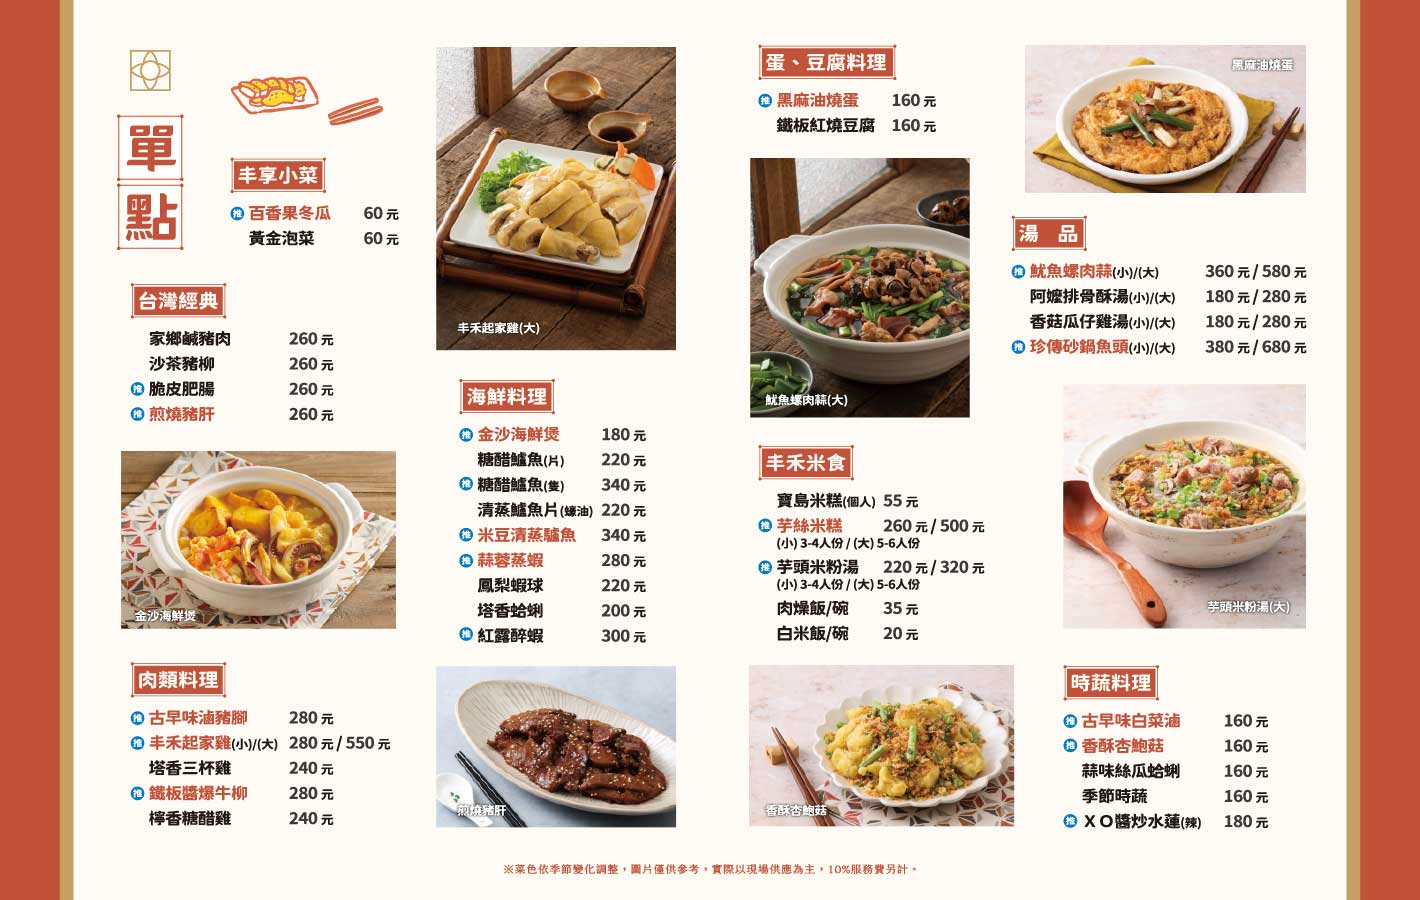 單點
丰享小菜
推 百香果冬瓜 60元
黃金泡菜 60元
台灣經典
家鄉鹹豬肉 260元
沙茶豬柳 260元
推 脆皮肥腸 260元
推 煎燒豬肝 260元
金沙海鮮煲
肉類料理
推 古早味滷豬腳 280元
推 丰禾起家雞(小)/(大) 280元/550元
塔香三杯雞 240元
推 鐵板醬爆牛柳 280元
檸香糖醋雞 240元
丰禾起家雞(大)
海鮮料理
推 金沙海鮮煲 180元
糖醋鱸魚(片) 220元
推 糖醋鱸魚(隻) 340元
清蒸鱸魚片(蠔油) 220元
推 米豆清蒸鱸魚 340元
推 蒜蓉蒸蝦 280元
鳳梨蝦球 220元
塔香蛤蜊 200元
推 紅露醉蝦 300元
煎燒豬肝
蛋、豆腐料理
推 黑麻油燒蛋 160元
鐵板紅燒豆腐 160元
魷魚螺肉蒜(大)
丰禾米食
寶島米糕(個人) 55元
推 芋絲米糕 260元/500元
(小) 3-4人份 / (大) 5-6人份
推 芋頭米粉湯 220元/320元
(小) 3-4人份 / (大) 5-6人份
肉燥飯/碗 35元
白米飯/碗 20元
香酥杏鮑菇
黑麻油燒蛋
湯 品
推 魷魚螺肉蒜(小)/(大) 360元/580元
阿嬤排骨酥湯(小)/(大) 180元/280元
香菇瓜仔雞湯(小)/(大) 180元/280元
推 珍傳砂鍋魚頭(小)/(大) 380元/680元
芋頭米粉湯(大)
時蔬料理
推 古早味白菜滷 160元
推 香酥杏鮑菇 160元
蒜味絲瓜蛤蜊 160元
季節時蔬 160元
推 ＸＯ醬炒水蓮(辣) 180元
※菜色依季節變化調整，圖片僅供參考，實際以現場供應為主，10%服務費另計。